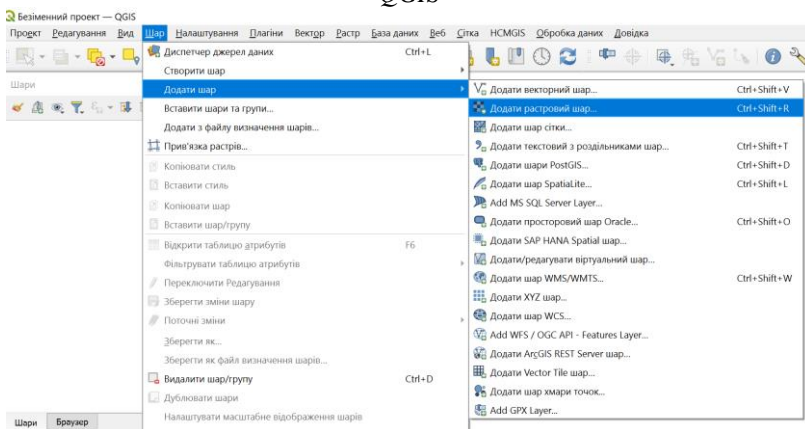 QGIS
Безіменний проект — QGIS
Проект Редагування Вид Шар Налаштування Плагіни Вектор Растр База даних Веб Сітка HCMGIS Обробка даних Довідка
Шари
Диспетчер джерел даних Ctrl+L
Створити шар
Додати шар
Вставити шари та групи...
Додати з файлу визначення шарів...
Прив'язка растрів...
Копіювати стиль
Вставити стиль
Копіювати шар
Вставити шар/групу
Відкрити таблицю атрибутів F6
Фільтрувати таблицю атрибутів
Переключити Редагування
Зберегти зміни шару
Поточні зміни
Зберегти як...
Зберегти як файл визначення шарів...
Видалити шар/групу Ctrl+D
Дублювати шари
Налаштувати масштабне відображення шарів
Додати векторний шар... Ctrl+Shift+V
Додати растровий шар... Ctrl+Shift+R
Додати шар сітки...
Додати текстовий з роздільниками шар... Ctrl+Shift+T
Додати шари PostGIS... Ctrl+Shift+D
Додати шар SpatiaLite... Ctrl+Shift+L
Add MS SQL Server Layer...
Додати просторовий шар Oracle... Ctrl+Shift+O
Додати SAP HANA Spatial шар...
Додати/редагувати віртуальний шар...
Додати шар WMS/WMTS... Ctrl+Shift+W
Додати XYZ шар...
Додати шар WCS...
Add WFS / OGC API - Features Layer...
Додати ArcGIS REST Server шар...
Додати Vector Tile шар...
Додати шар хмари точок...
Add GPX Layer...
Шари Браузер